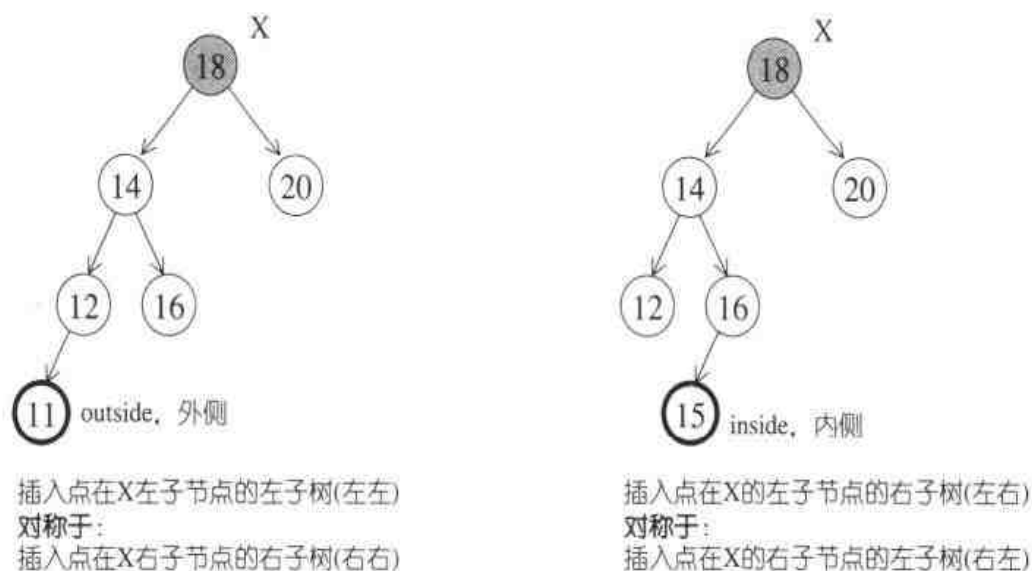 X
18
14
20
12
16
11
outside，外侧
插入点在X左子节点的左子树(左左)
对称于：
插入点在X右子节点的右子树(右右)
X
18
14
20
12
16
15
inside，内侧
插入点在X的左子节点的右子树(左右)
对称于：
插入点在X的右子节点的左子树(右左)